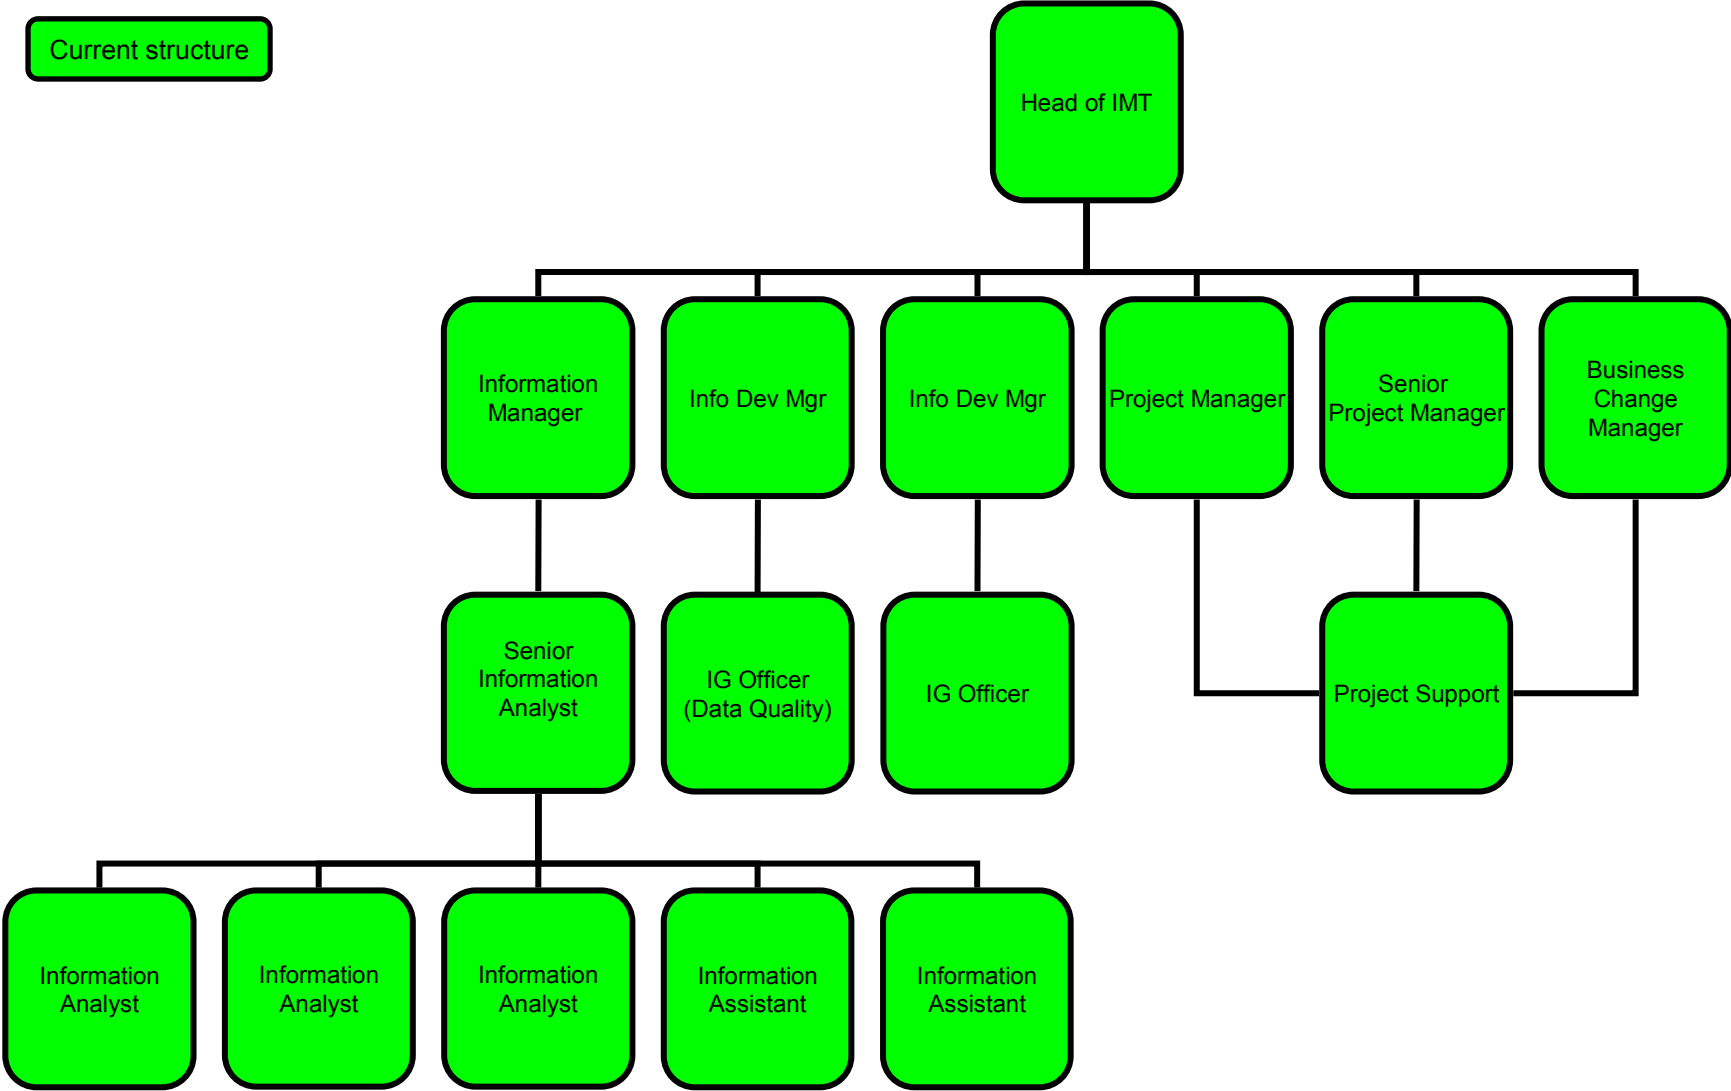 Current structure
Head of IMT
Information
Manager
Info Dev Mgr
Info Dev Mgr
Project Manager
Senior
Project Manager
Business
Change
Manager
Senior
Information
Analyst
IG Officer
(Data Quality)
IG Officer
Project Support
Information
Analyst
Information
Analyst
Information
Analyst
Information
Assistant
Information
Assistant